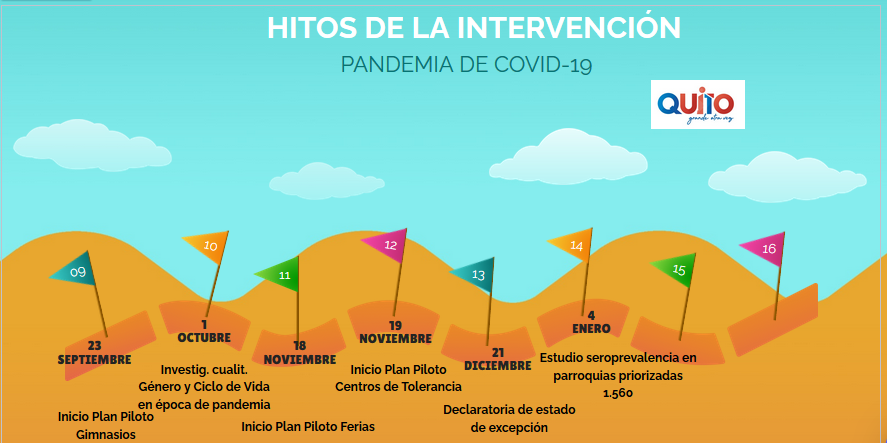 HITOS DE LA INTERVENCIÓN
PANDEMIA DE COVID-19
QUITO
grande otra vez
09
10
11
12
13
14
15
16
23
SEPTIEMBRE
Inicio Plan Piloto
Gimnasios
1
OCTUBRE
Investig. cualit.
Género y Ciclo de Vida
en época de pandemia
18
NOVIEMBRE
Inicio Plan Piloto Ferias
19
NOVIEMBRE
Inicio Plan Piloto
Centros de Tolerancia
21
DICIEMBRE
Declaratoria de estado
de excepción
4
ENERO
Estudio seroprevalencia en
parroquias priorizadas
1.560